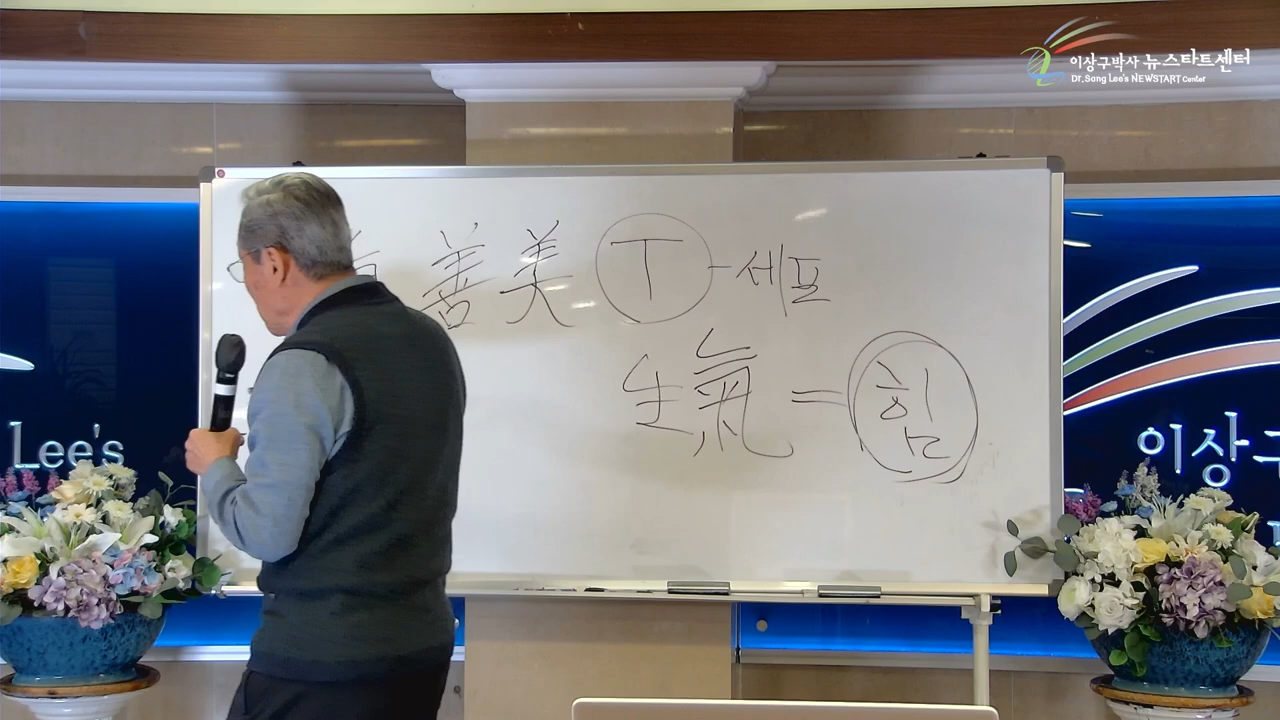 이상구박사 뉴스타트센터
Dr. Sang Lee's NEWSTART Center
善美 T-세포
生氣 = 힘
Lee's
이상구